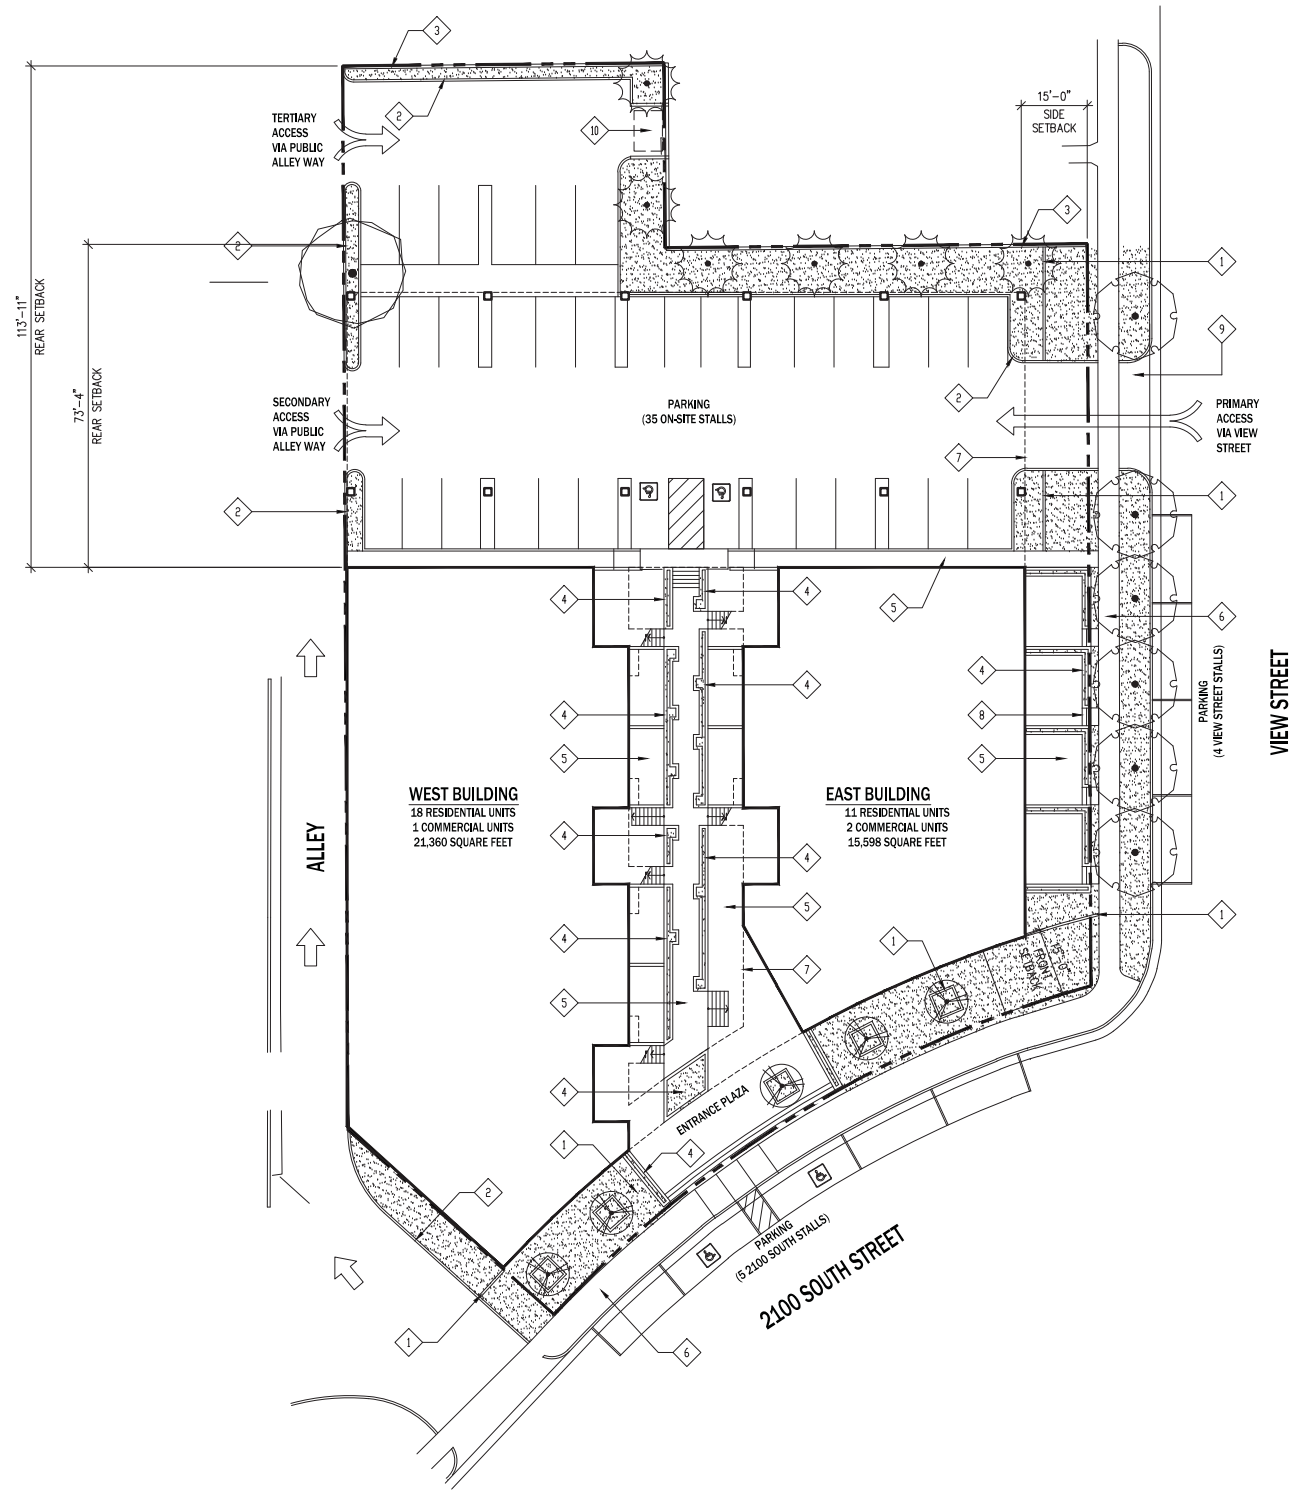 3
2
TERTIARY
ACCESS
VIA PUBLIC
ALLEY WAY
10
15'-0"
SIDE
SETBACK
3
2
1
9
113'-11"
REAR SETBACK
73'-4"
REAR SETBACK
2
SECONDARY
ACCESS
VIA PUBLIC
ALLEY WAY
PARKING
(35 ON-SITE STALLS)
PRIMARY
ACCESS
VIA VIEW
STREET
7
2
1
4
4
5
6
4
4
4
8
5
5
PARKING
(4 VIEW STREET STALLS)
VIEW STREET
WEST BUILDING
18 RESIDENTIAL UNITS
1 COMMERCIAL UNITS
21,360 SQUARE FEET
EAST BUILDING
11 RESIDENTIAL UNITS
2 COMMERCIAL UNITS
15,598 SQUARE FEET
ALLEY
4
4
5
1
4
1
7
15'-0"
FRONT
SETBACK
5
4
ENTRANCE PLAZA
1
4
2
PARKING
(5 2100 SOUTH STALLS)
2100 SOUTH STREET
1
6